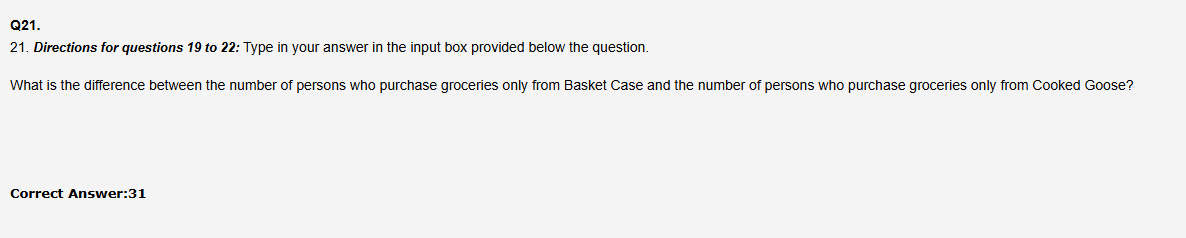 Q21.
21. Directions for questions 19 to 22: Type in your answer in the input box provided below the question.
What is the difference between the number of persons who purchase groceries only from Basket Case and the number of persons who purchase groceries only from Cooked Goose?
Correct Answer:31